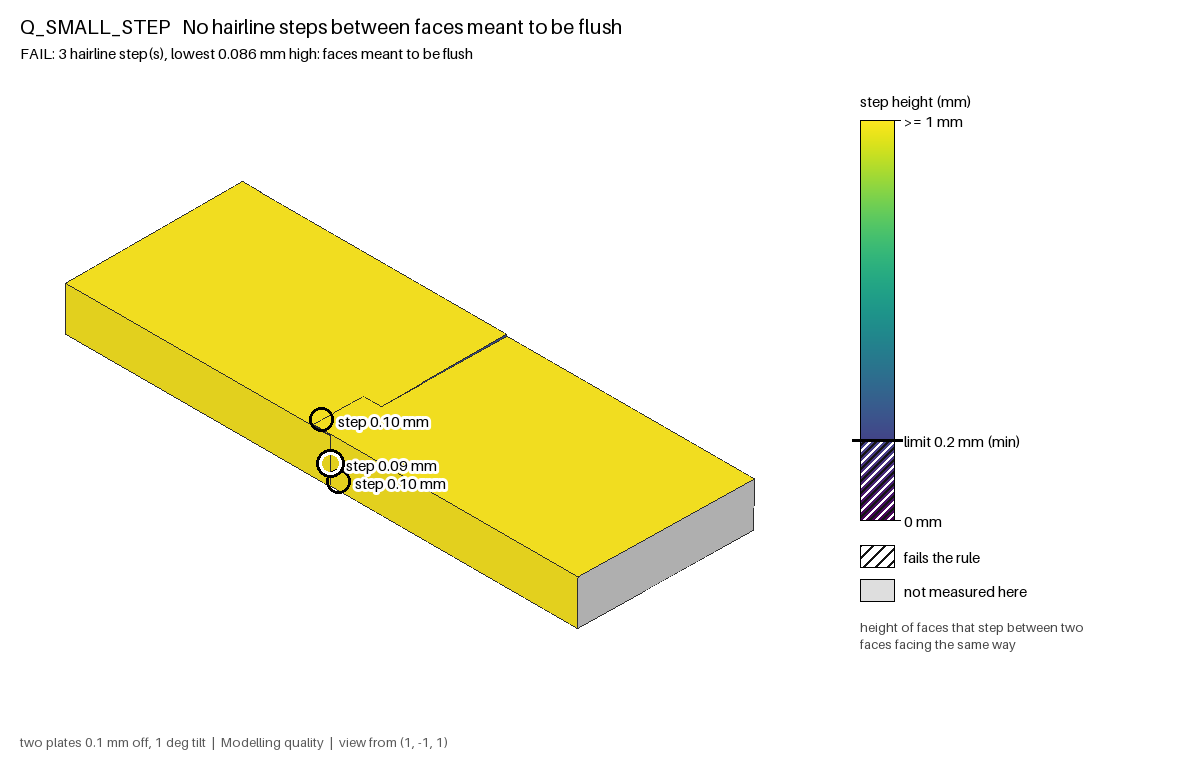 Q_SMALL_STEP No hairline steps between faces meant to be flush
FAIL: 3 hairline step(s), lowest 0.086 mm high: faces meant to be flush
step height (mm)
>= 1 mm
step 0.10 mm
step 0.09 mm
step 0.10 mm
limit 0.2 mm (min)
0 mm
fails the rule
not measured here
height of faces that step between two
faces facing the same way
two plates 0.1 mm off, 1 deg tilt | Modelling quality | view from (1, -1, 1)